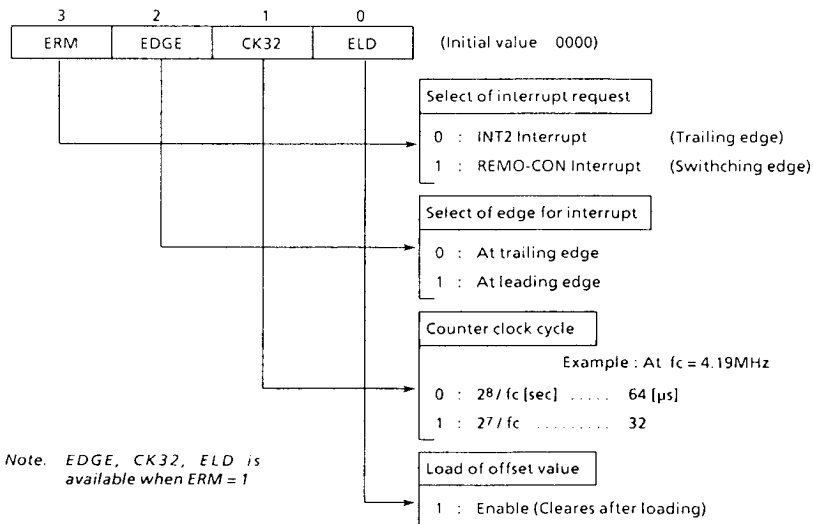 3 2 1 0
ERM EDGE CK32 ELD (Initial value 0000)
Select of interrupt request
0 : INT2 Interrupt (Trailing edge)
1 : REMO-CON Interrupt (Swithching edge)
Select of edge for interrupt
0 : At trailing edge
1 : At leading edge
Counter clock cycle
Example : At fc = 4.19MHz
0 : 2⁸/ fc [sec] ..... 64 [µs]
1 : 2⁷/ fc ......... 32
Note. EDGE, CK32, ELD is
available when ERM = 1
Load of offset value
1 : Enable (Cleares after loading)